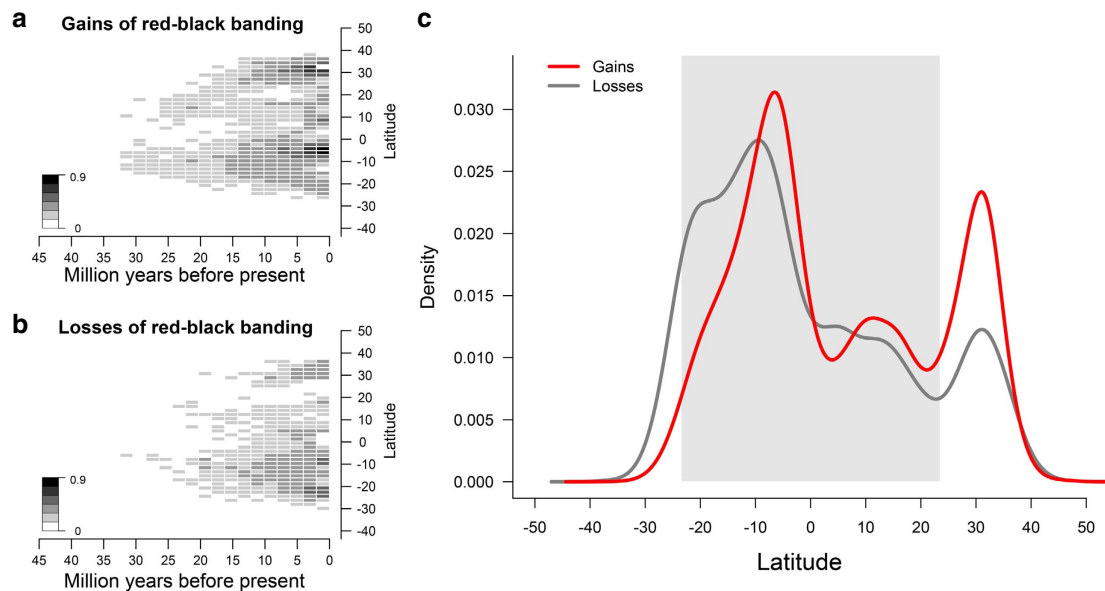 a
Gains of red-black banding
50
40
30
20
10
0
-10
-20
-30
-40
Latitude
0.9
0
45 40 35 30 25 20 15 10 5 0
Million years before present
b
Losses of red-black banding
50
40
30
20
10
0
-10
-20
-30
-40
Latitude
0.9
0
45 40 35 30 25 20 15 10 5 0
Million years before present
c
Gains
Losses
0.030
0.025
0.020
0.015
0.010
0.005
0.000
Density
-50 -40 -30 -20 -10 0 10 20 30 40 50
Latitude